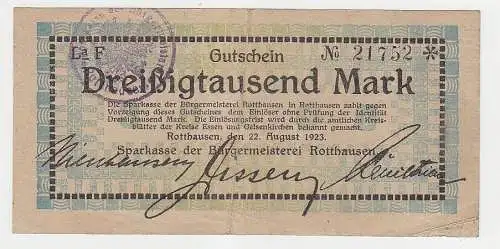 La F
Gutschein
№ 21752 *
Dreißigtausend Mark
Die Sparkasse der Bürgermeisterei Rotthausen in Rotthausen zahlt gegen
Vorzeigung dieses Gutscheines dem Einlöser ohne Prüfung der Identität
Dreißigtausend Mark. Die Einlösungsfrist wird durch die amtlichen Kreis-
blätter der Kreise Essen und Gelsenkirchen bekannt gemacht.
Rotthausen, den 22. August 1923.
Sparkasse der Bürgermeisterei Rotthausen